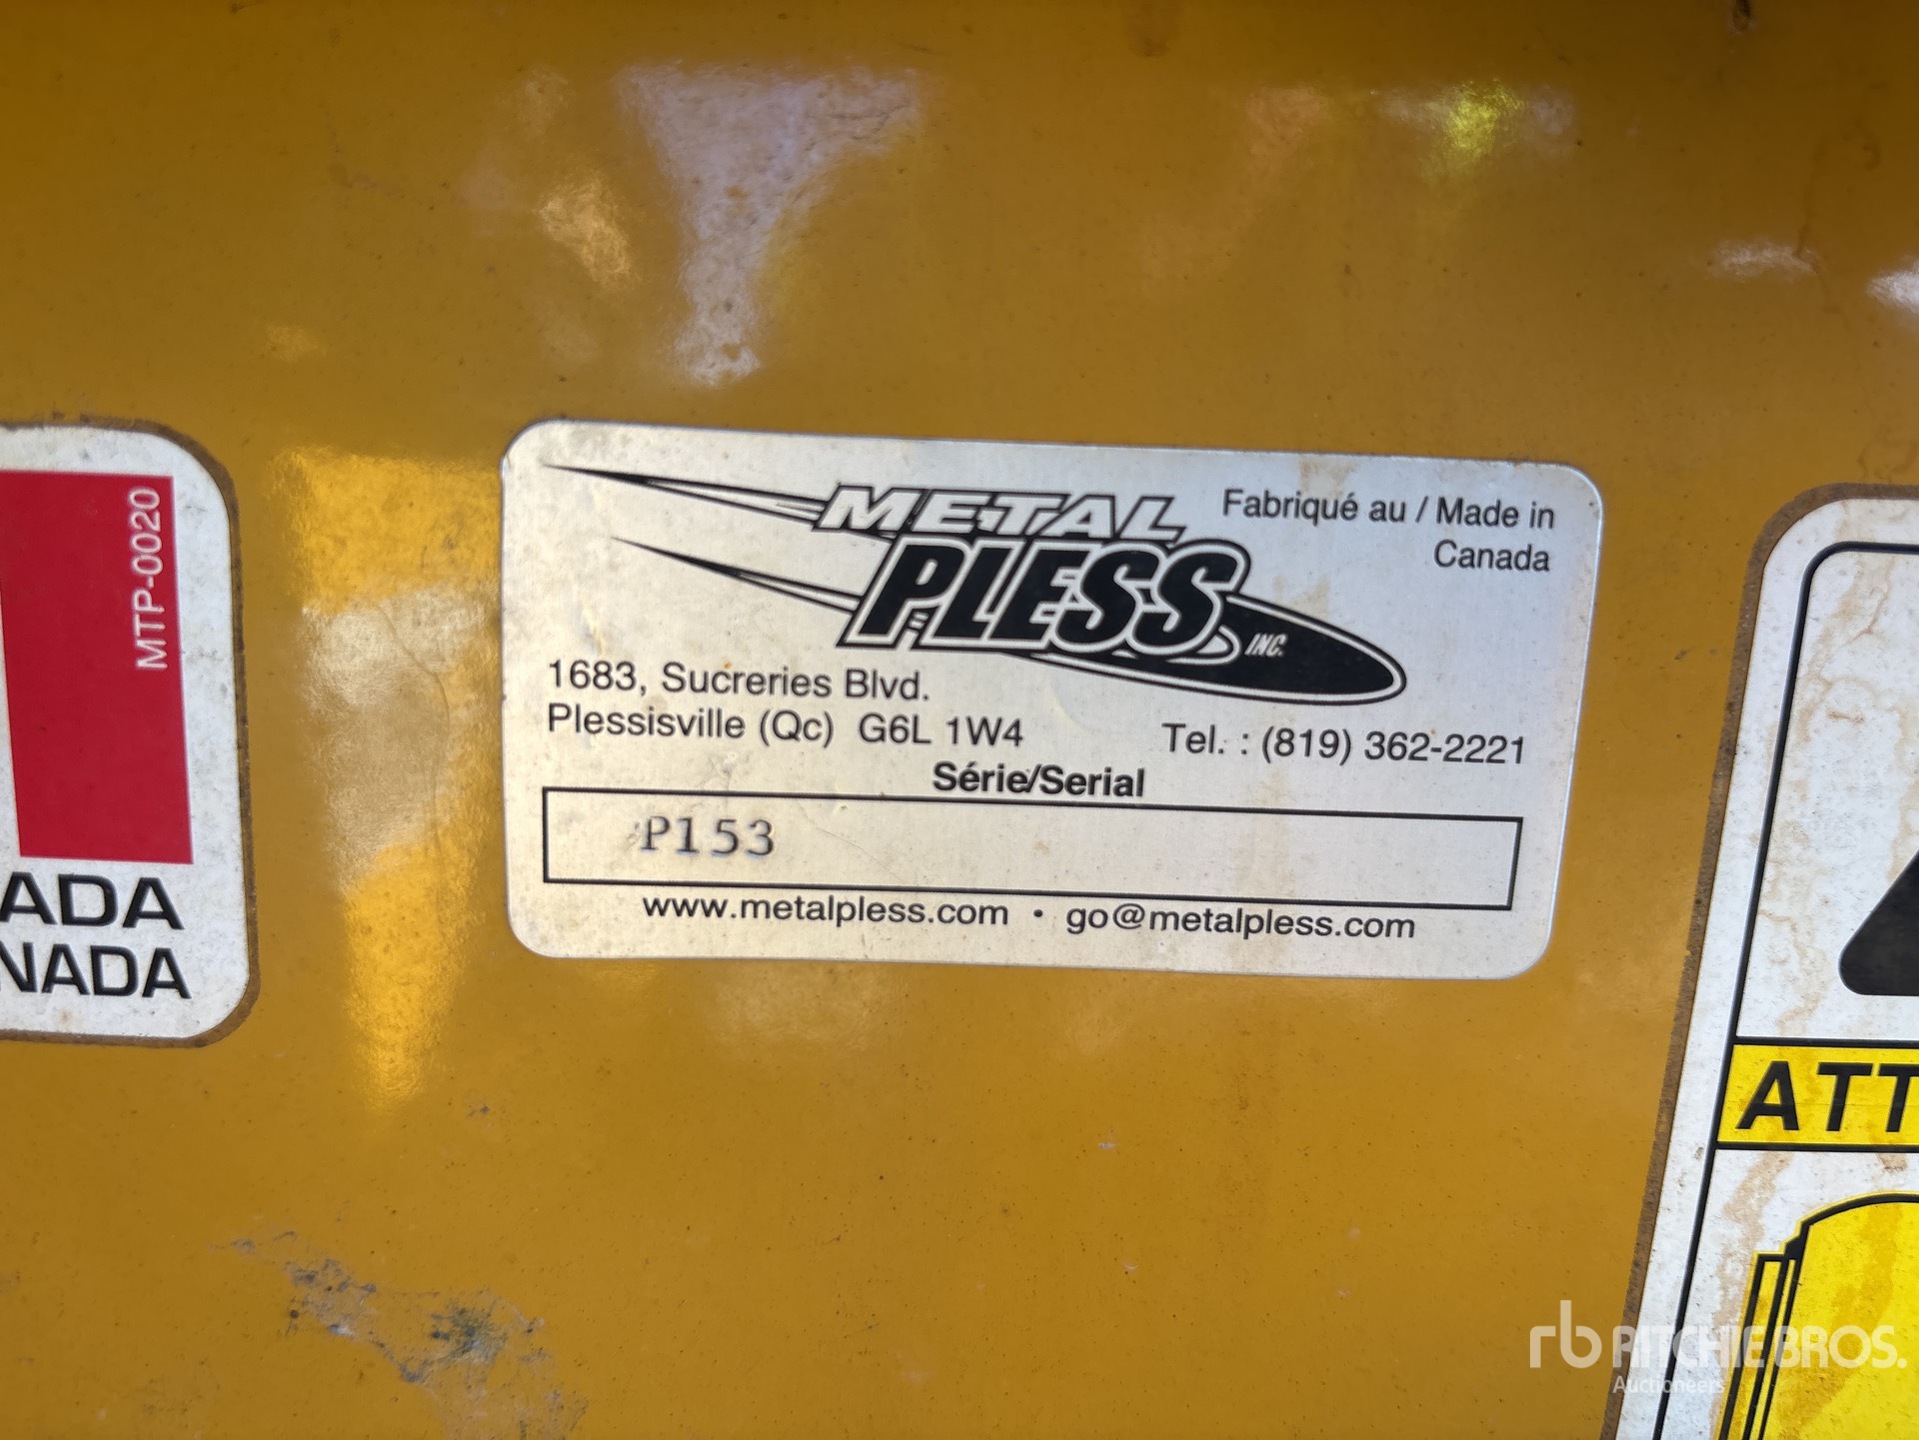 MTP-0020
ADA
NADA
METAL
PLESS
INC.
Fabriqué au / Made in
Canada
1683, Sucreries Blvd.
Plessisville (Qc) G6L 1W4
Tel. : (819) 362-2221
Série/Serial
P153
www.metalpless.com • go@metalpless.com
ATT
rb RITCHIE BROS.
Auctioneers